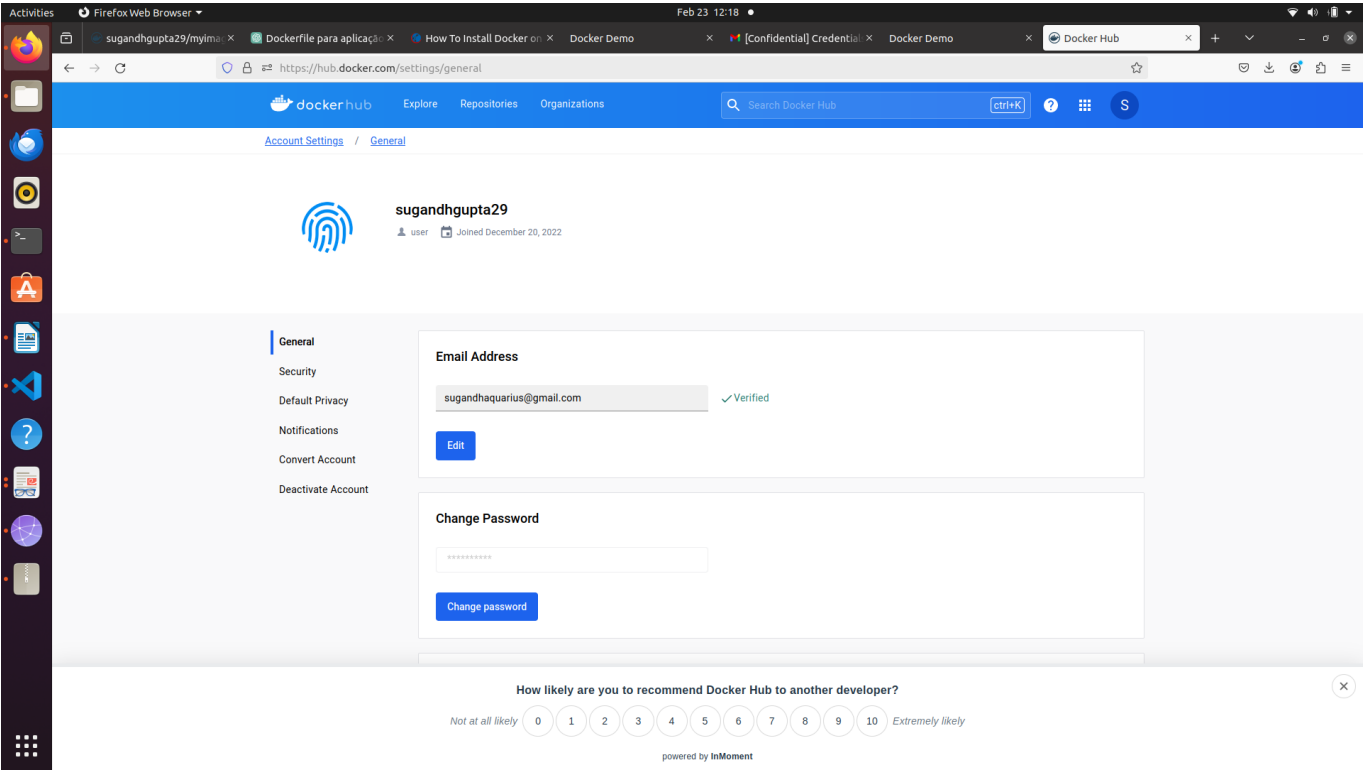 Activities Firefox Web Browser Feb 23 12:18
sugandhgupta29/myima Dockerfile para aplicação How To Install Docker on Docker Demo [Confidential] Credential Docker Demo Docker Hub
https://hub.docker.com/settings/general
dockerhub Explore Repositories Organizations Search Docker Hub ctrl+K ? S
Account Settings / General
sugandhgupta29
user Joined December 20, 2022
General
Security
Default Privacy
Notifications
Convert Account
Deactivate Account
Email Address
sugandhaquarius@gmail.com Verified
Edit
Change Password
**********
Change password
How likely are you to recommend Docker Hub to another developer?
Not at all likely 0 1 2 3 4 5 6 7 8 9 10 Extremely likely
powered by InMoment